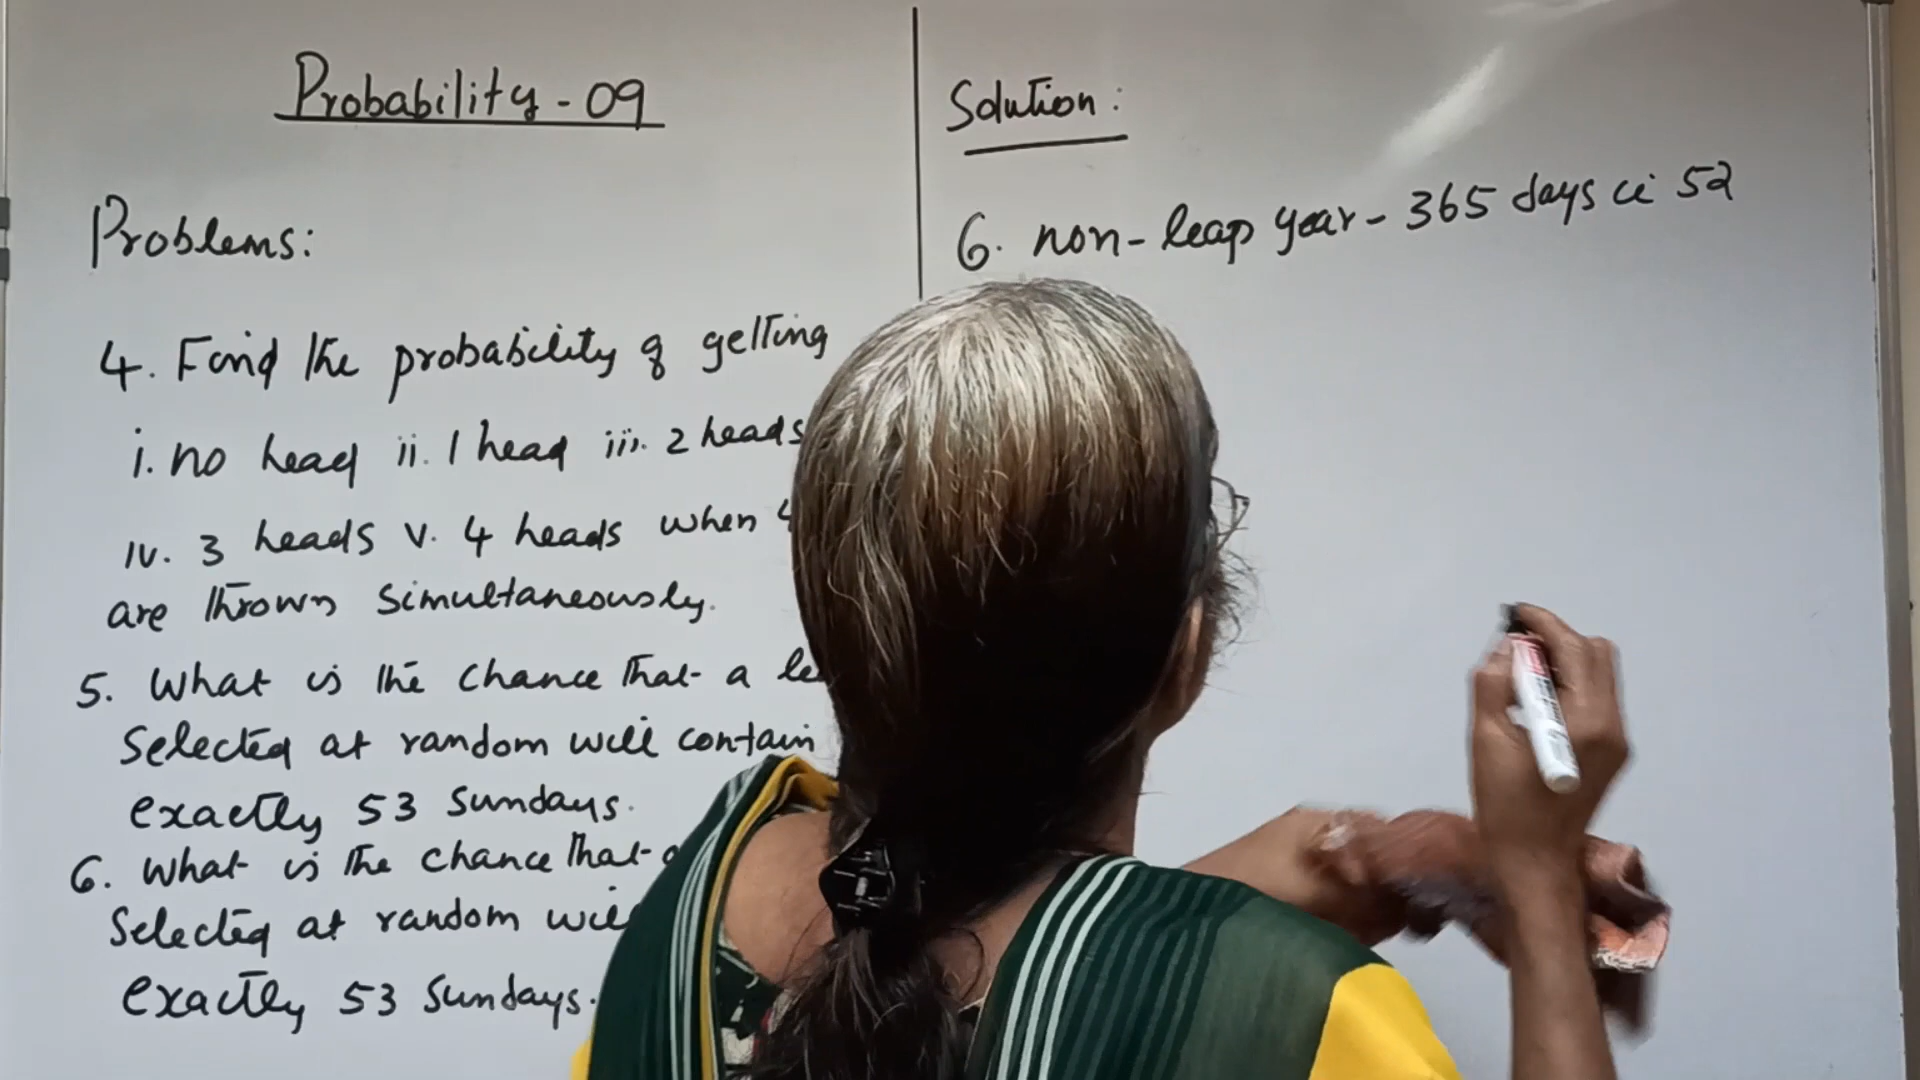 Probability - 09
Problems:
4. Find the probability of getting
i. no head ii. 1 head iii. 2 heads
iv. 3 heads v. 4 heads when 4
are thrown simultaneously.
5. What is the chance that a
Selected at random will contain
exactly 53 Sundays.
6. What is the chance that
Selected at random will
exactly 53 Sundays.
Solution:
6. non-leap year - 365 days ie 52